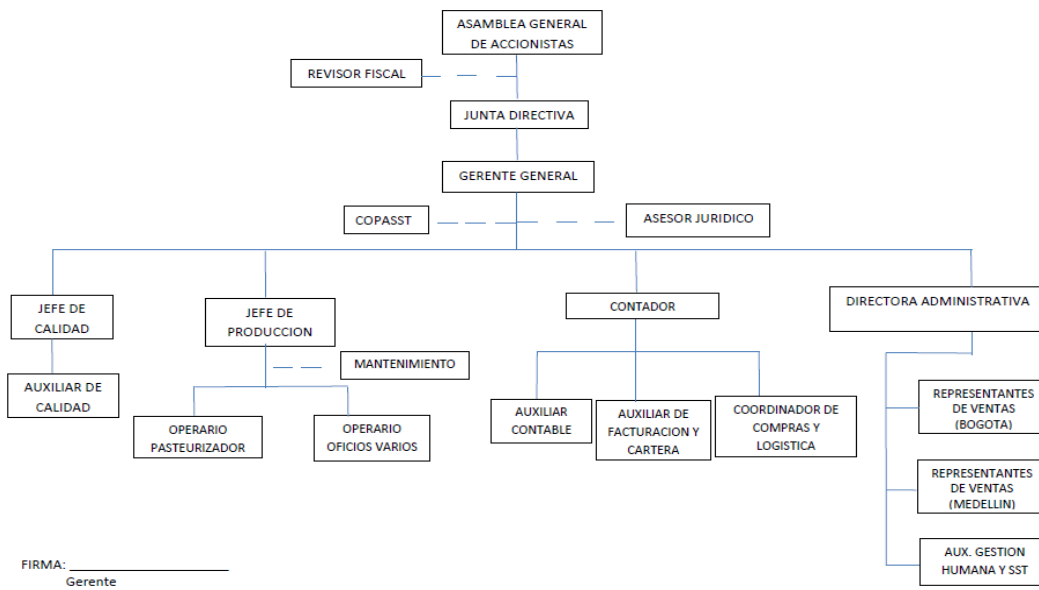 ASAMBLEA GENERAL
DE ACCIONISTAS
REVISOR FISCAL
JUNTA DIRECTIVA
GERENTE GENERAL
COPASST
ASESOR JURIDICO
JEFE DE
CALIDAD
JEFE DE
PRODUCCION
CONTADOR
DIRECTORA ADMINISTRATIVA
MANTENIMIENTO
AUXILIAR DE
CALIDAD
OPERARIO
PASTEURIZADOR
OPERARIO
OFICIOS VARIOS
AUXILIAR
CONTABLE
AUXILIAR DE
FACTURACION Y
CARTERA
COORDINADOR DE
COMPRAS Y
LOGISTICA
REPRESENTANTES
DE VENTAS
(BOGOTA)
REPRESENTANTES
DE VENTAS
(MEDELLIN)
AUX. GESTION
HUMANA Y SST
FIRMA: ______________________
Gerente